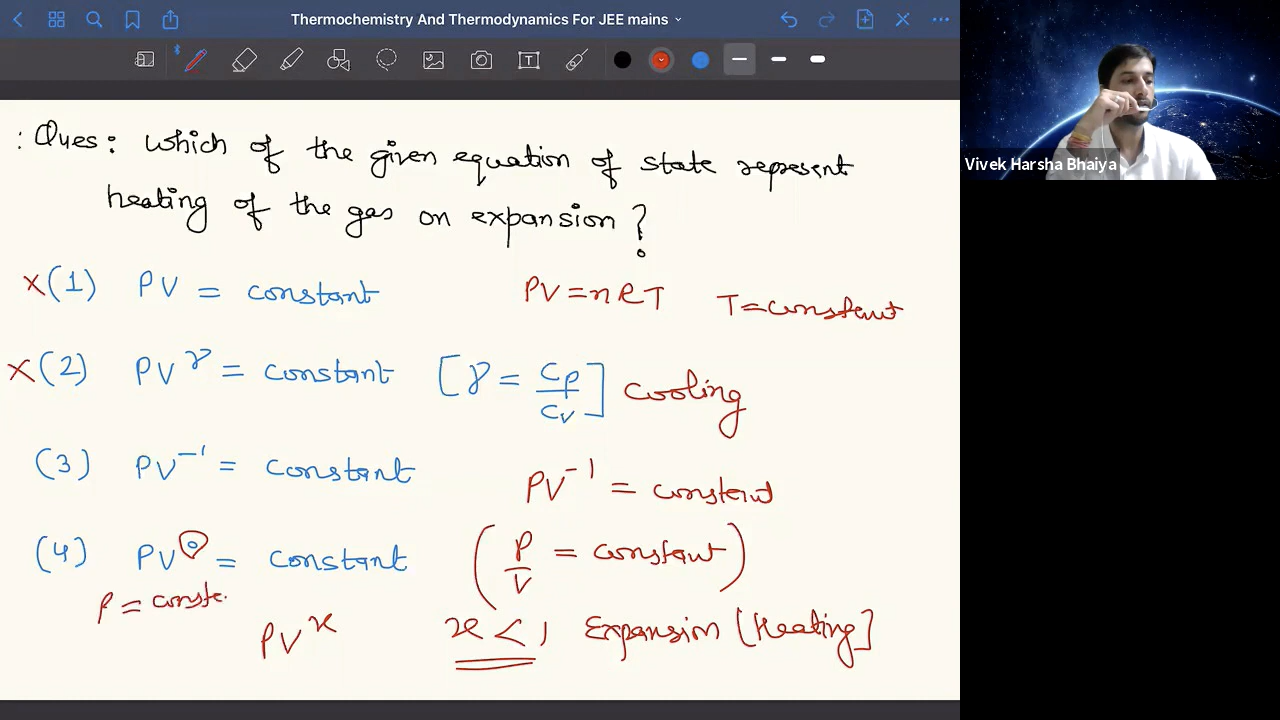 Thermochemistry And Thermodynamics For JEE mains
Vivek Harsha Bhaiya
: Ques : Which of the given equation of state represent
heating of the gas on expansion ?
x (1) PV = constant PV = nRT T = constant
x (2) PV^γ = constant [γ = Cp/Cv] cooling
(3) PV^-1 = constant PV^-1 = constant
(4) PV^0 = constant (P/V = constant)
P = const.
PV^x x < 1 Expansion [Heating]